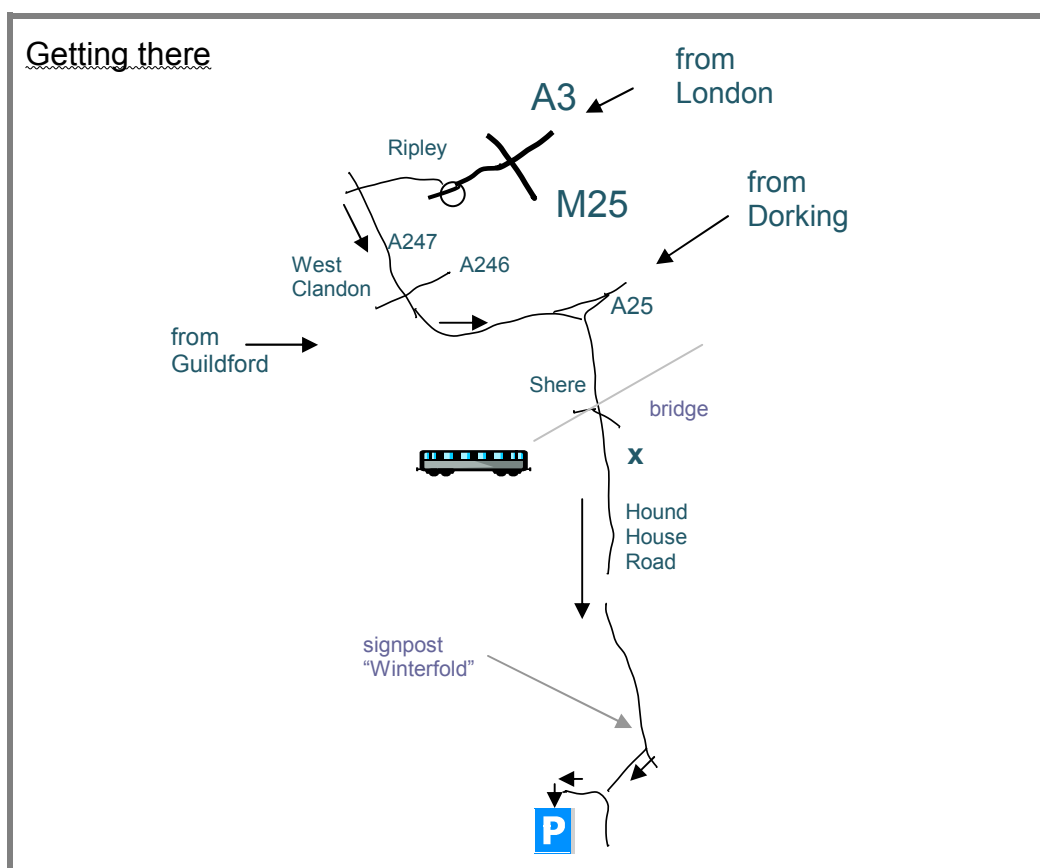 Getting there
from
London
A3
Ripley
M25
from
Dorking
A247
A246
West
Clandon
A25
from
Guildford
Shere
bridge
x
Hound
House
Road
signpost
“Winterfold”
P